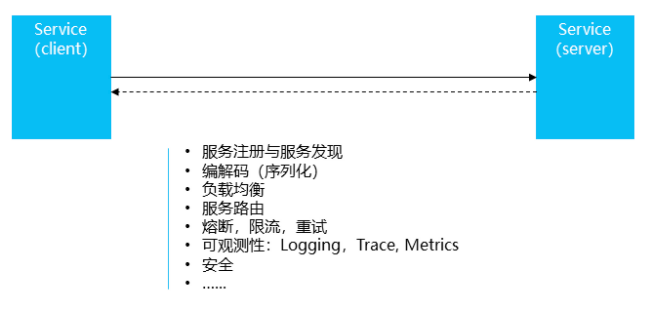 Service
(client)
Service
(server)
• 服务注册与服务发现
• 编解码（序列化）
• 负载均衡
• 服务路由
• 熔断，限流，重试
• 可观测性：Logging，Trace, Metrics
• 安全
• ......